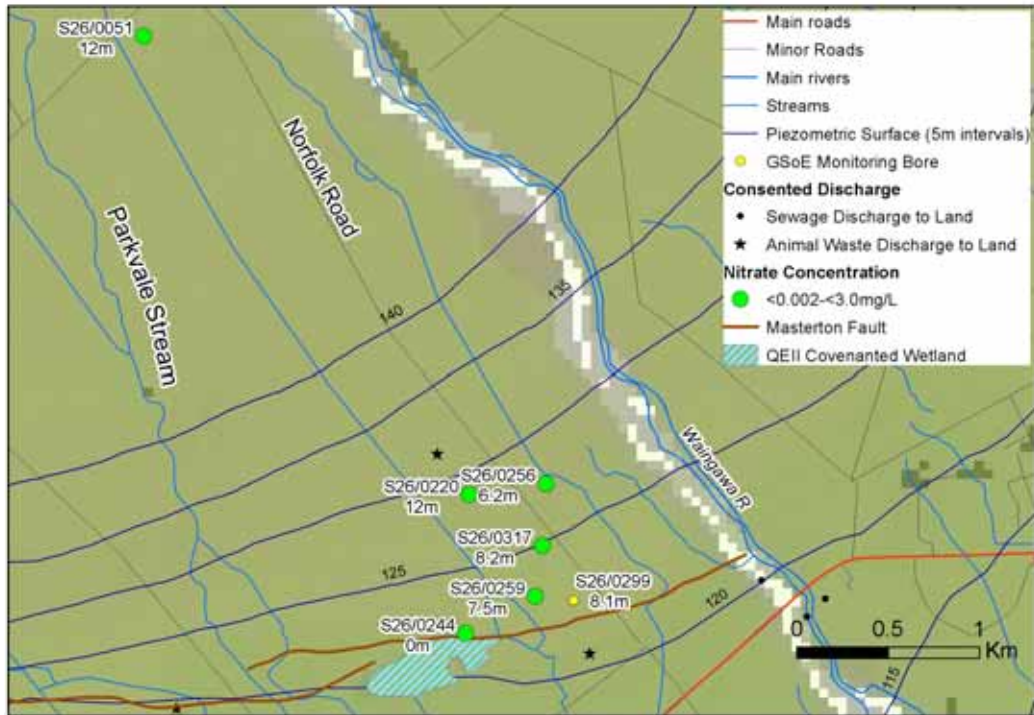 S26/0051
12m
Norfolk Road
Parkvale Stream
140
135
Waingawa R
S26/0256
6.2m
S26/0220
12m
S26/0317
8.2m
125
S26/0259
7.5m
S26/0299
8.1m
120
S26/0244
0m
115
Main roads
Minor Roads
Main rivers
Streams
Piezometric Surface (5m intervals)
GSoE Monitoring Bore
Consented Discharge
Sewage Discharge to Land
Animal Waste Discharge to Land
Nitrate Concentration
<0.002-<3.0mg/L
Masterton Fault
QEII Covenanted Wetland
0 0.5 1
Km